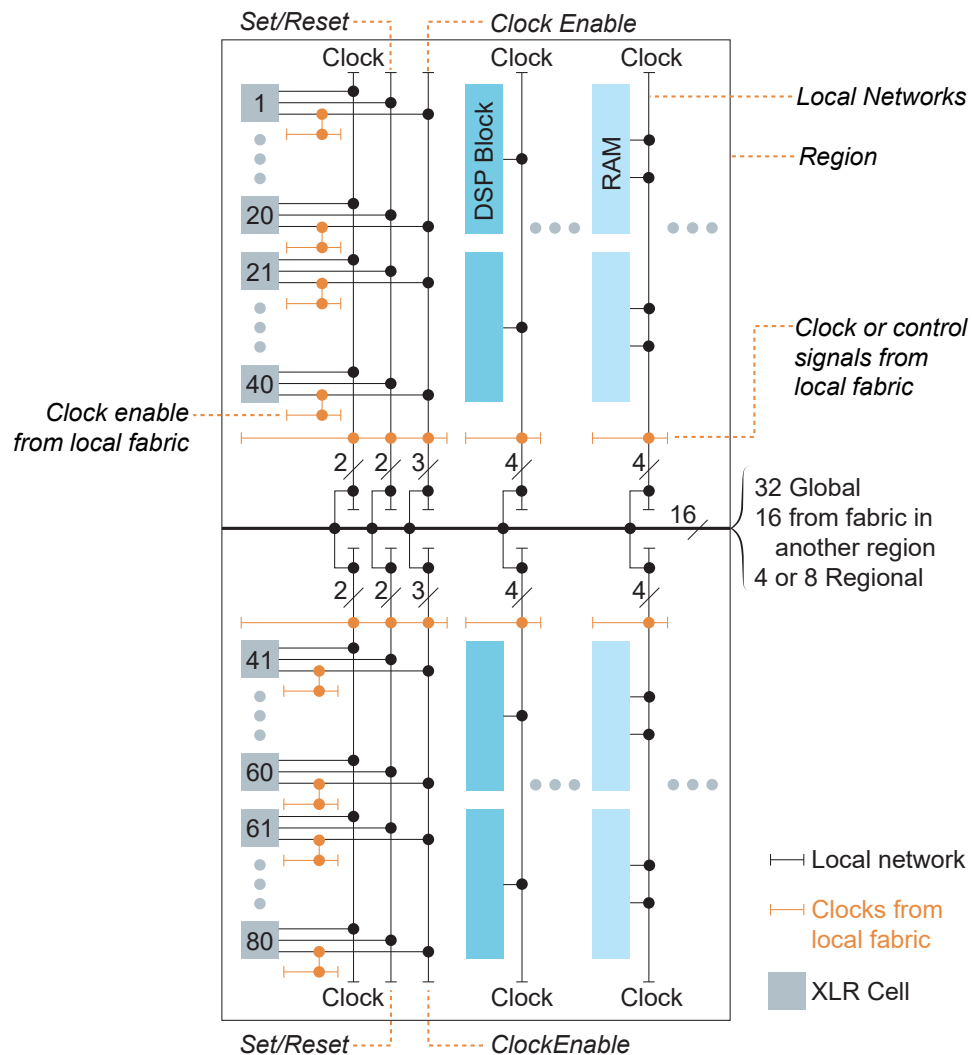 Set/Reset
Clock Enable
Clock
Clock
Clock
1
DSP Block
RAM
Local Networks
Region
20
21
40
Clock or control
signals from
local fabric
Clock enable
from local fabric
2
2
3
4
4
16
32 Global
16 from fabric in
another region
4 or 8 Regional
2
2
3
4
4
41
60
61
80
Local network
Clocks from
local fabric
XLR Cell
Clock
Clock
Clock
Set/Reset
ClockEnable